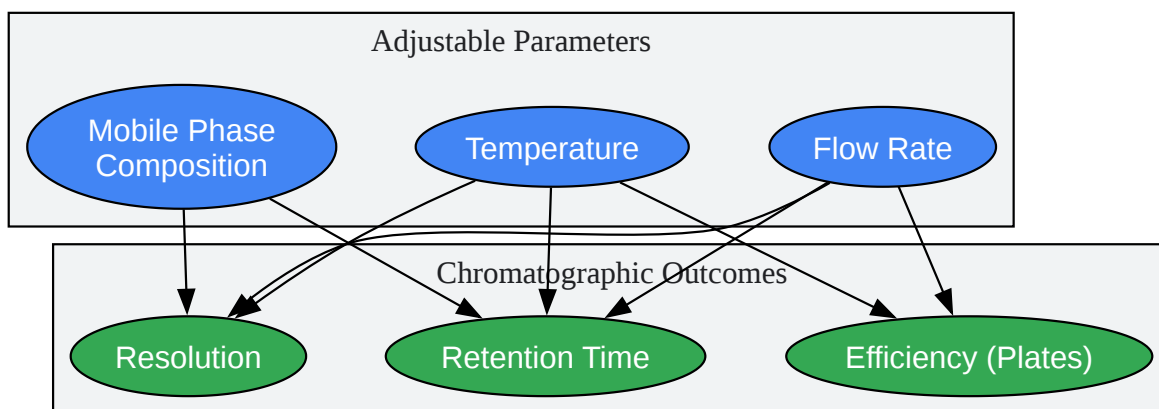 Adjustable Parameters
Mobile Phase
Composition
Temperature
Flow Rate
Chromatographic Outcomes
Resolution
Retention Time
Efficiency (Plates)